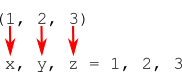 (1, 2, 3)
x, y, z = 1, 2, 3